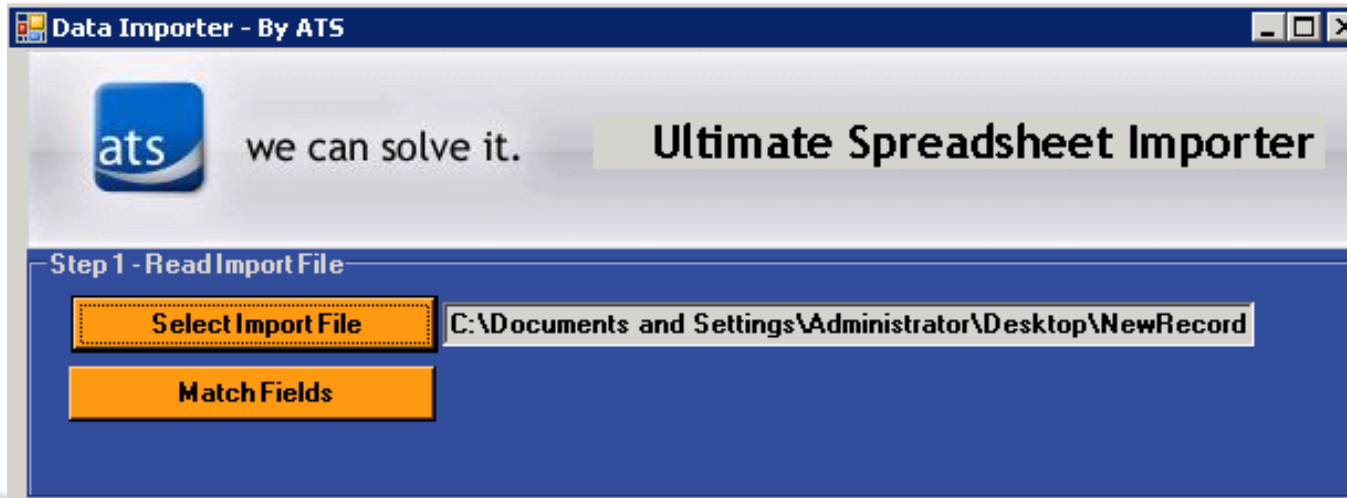 Data Importer - By ATS
ats
we can solve it.
Ultimate Spreadsheet Importer
Step 1 - Read Import File
Select Import File
C:\Documents and Settings\Administrator\Desktop\NewRecord
Match Fields